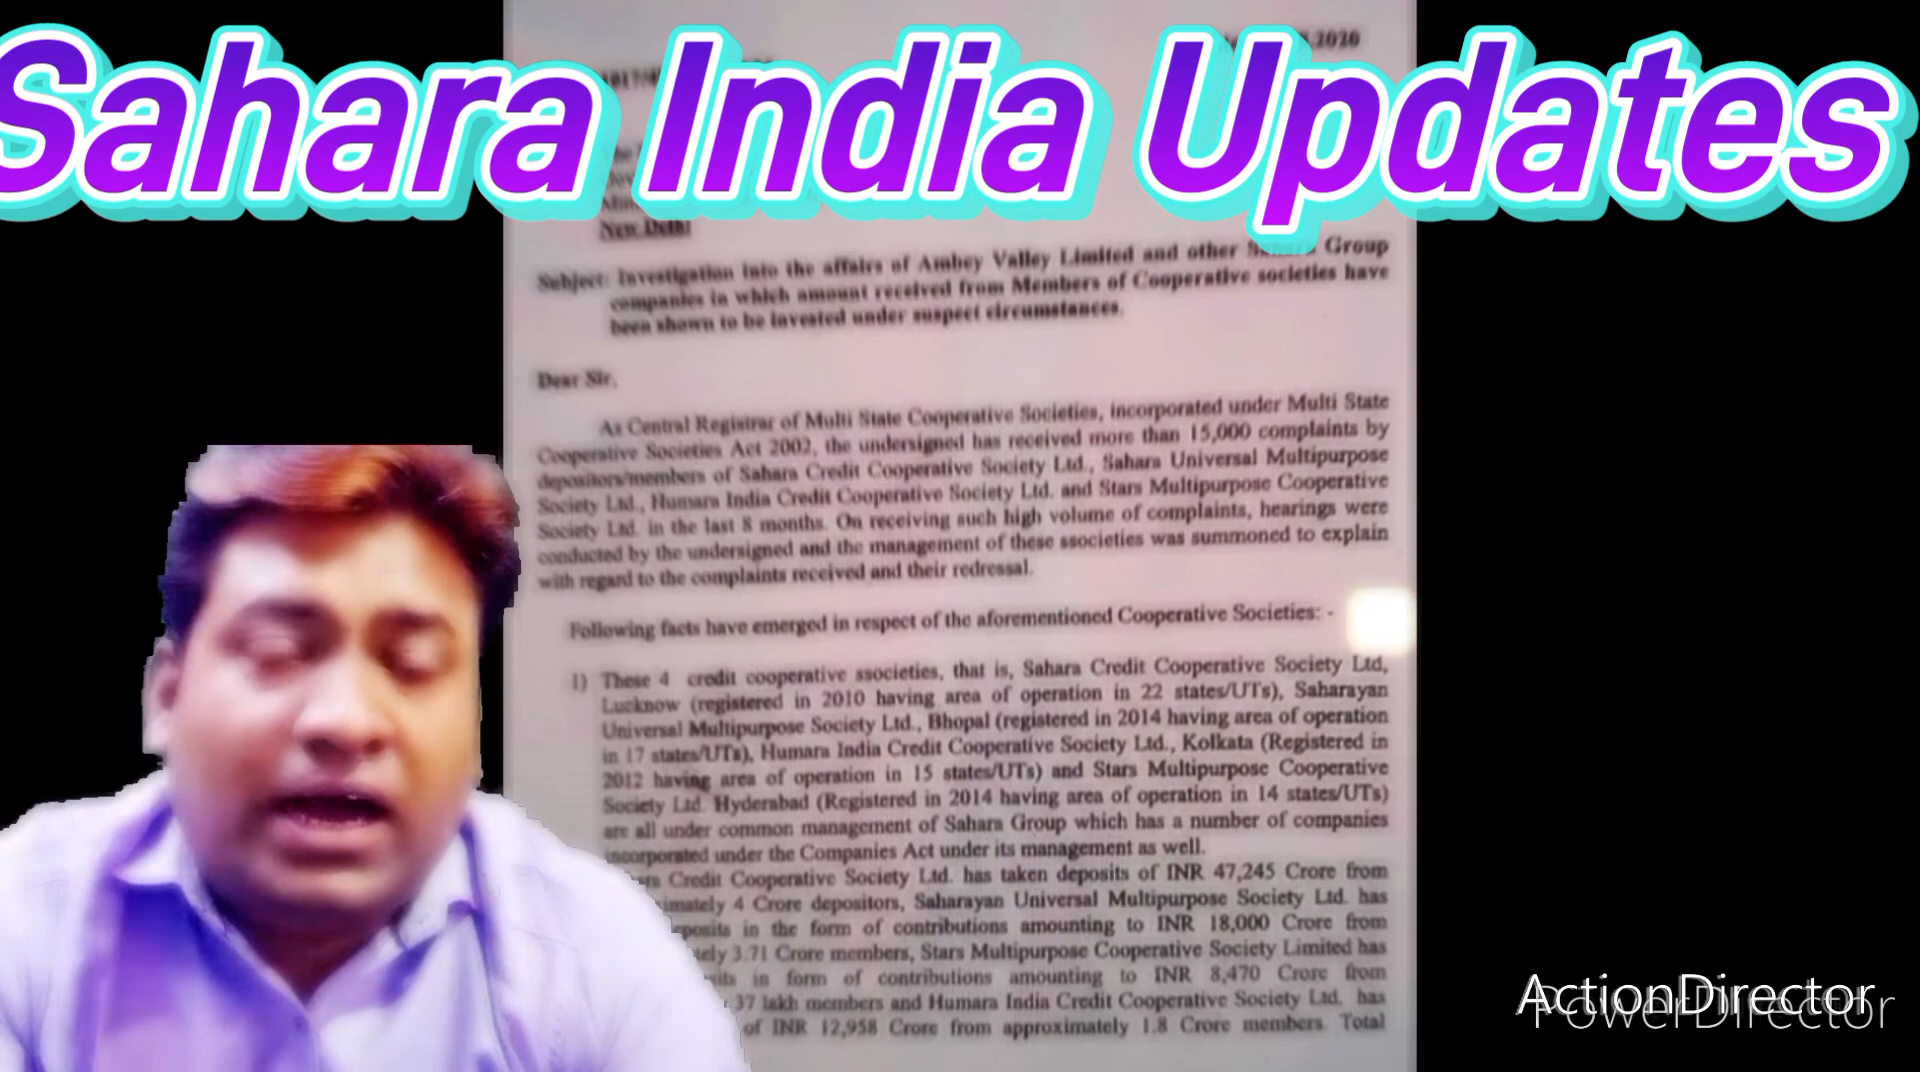 Sahara India Updates
2020
New Delhi
Subject: Investigation into the affairs of Ambey Valley Limited and other Sahara Group
companies in which amount received from Members of Cooperative societies have
been shown to be invested under suspect circumstances.
Dear Sir,
As Central Registrar of Multi State Cooperative Societies, incorporated under Multi State
Cooperative Societies Act 2002, the undersigned has received more than 15,000 complaints by
depositors/members of Sahara Credit Cooperative Society Ltd., Sahara Universal Multipurpose
Society Ltd., Humara India Credit Cooperative Society Ltd. and Stars Multipurpose Cooperative
Society Ltd. in the last 8 months. On receiving such high volume of complaints, hearings were
conducted by the undersigned and the management of these ssocieties was summoned to explain
with regard to the complaints received and their redressal.
Following facts have emerged in respect of the aforementioned Cooperative Societies: -
1) These 4 credit cooperative ssocieties, that is, Sahara Credit Cooperative Society Ltd,
Lucknow (registered in 2010 having area of operation in 22 states/UTs), Saharayan
Universal Multipurpose Society Ltd., Bhopal (registered in 2014 having area of operation
in 17 states/UTs), Humara India Credit Cooperative Society Ltd., Kolkata (Registered in
2012 having area of operation in 15 states/UTs) and Stars Multipurpose Cooperative
Society Ltd. Hyderabad (Registered in 2014 having area of operation in 14 states/UTs)
are all under common management of Sahara Group which has a number of companies
incorporated under the Companies Act under its management as well.
Credit Cooperative Society Ltd. has taken deposits of INR 47,245 Crore from
4 Crore depositors, Saharayan Universal Multipurpose Society Ltd. has
in the form of contributions amounting to INR 18,000 Crore from
3.71 Crore members, Stars Multipurpose Cooperative Society Limited has
in form of contributions amounting to INR 8,470 Crore from
37 lakh members and Humara India Credit Cooperative Society Ltd. has
of INR 12,958 Crore from approximately 1.8 Crore members. Total
ActionDirector
PowerDirector